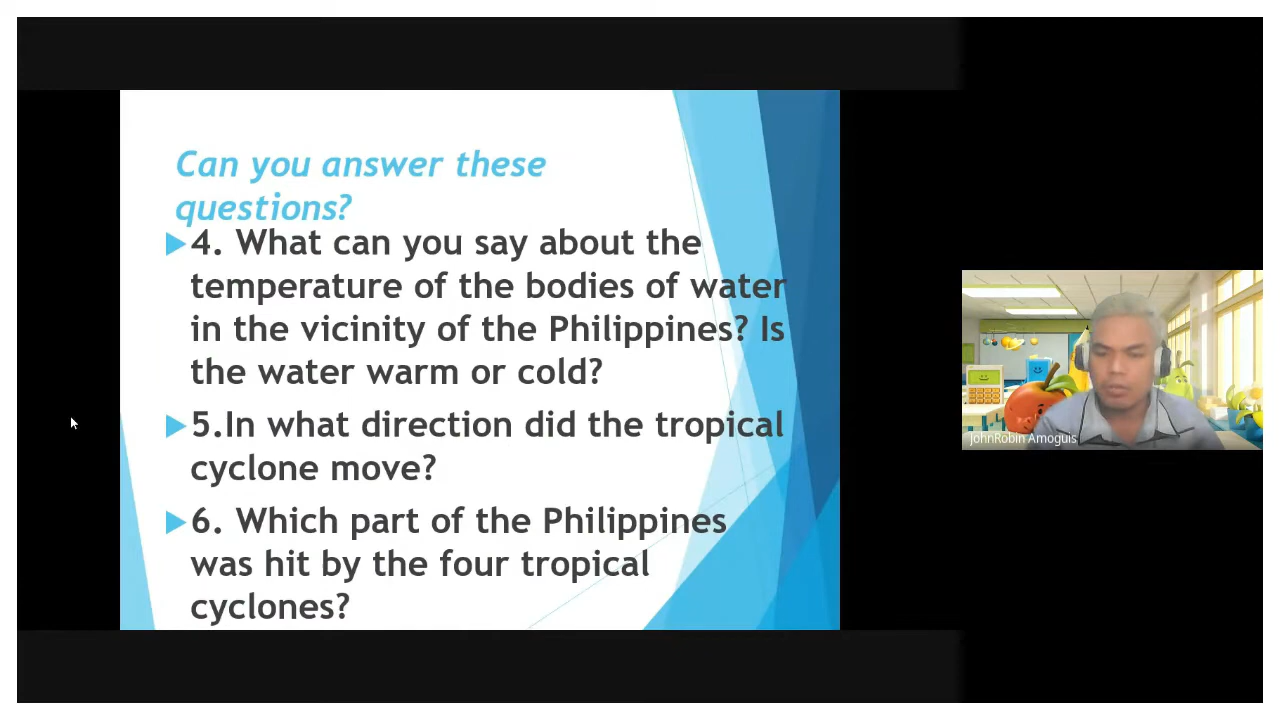 Can you answer these
questions?
4. What can you say about the
temperature of the bodies of water
in the vicinity of the Philippines? Is
the water warm or cold?
5.In what direction did the tropical
cyclone move?
6. Which part of the Philippines
was hit by the four tropical
cyclones?
JohnRobin Amoguis